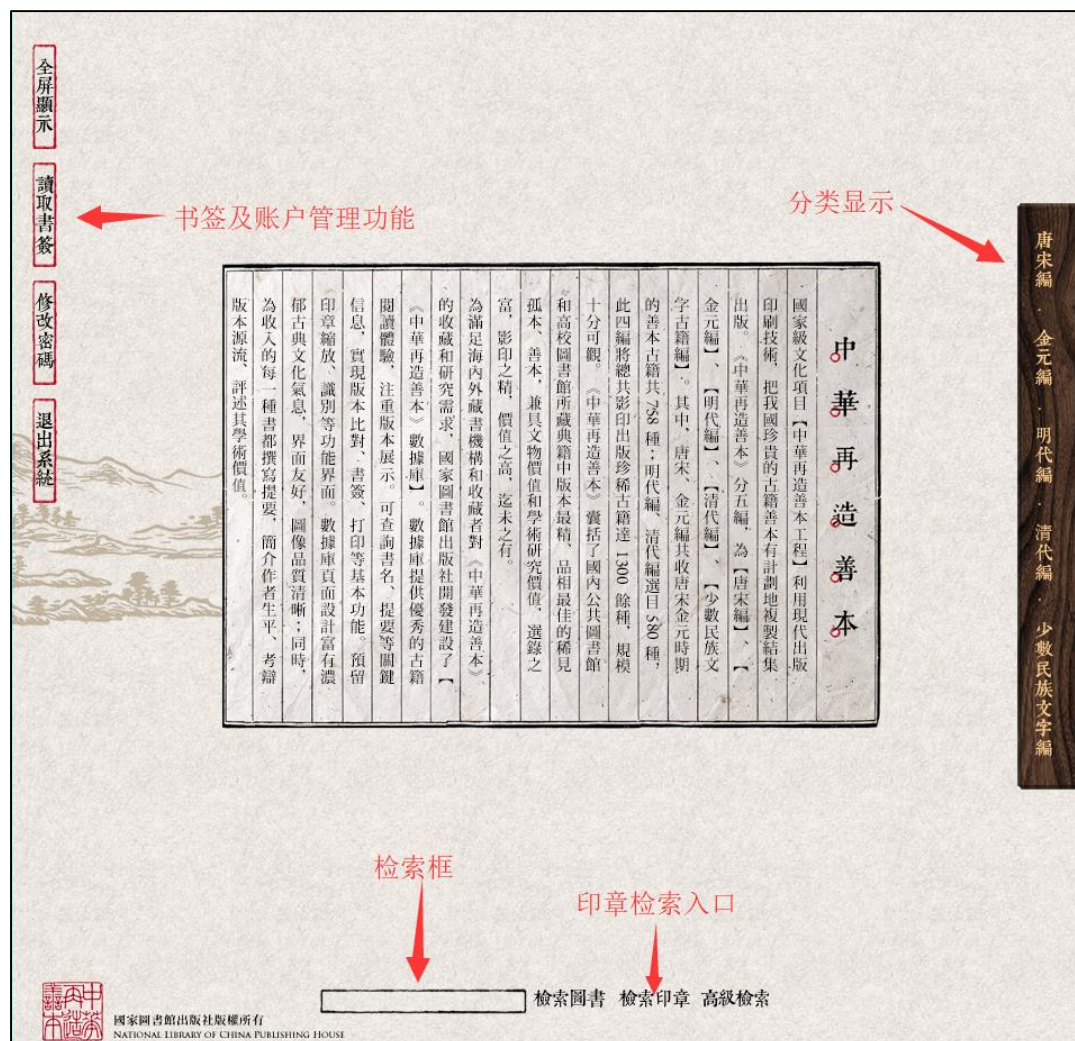 全屏顯示
讀取書簽
修改密碼
退出系統
书签及账户管理功能
分类显示
唐宋編 · 金元編 · 明代編 · 清代編 · 少數民族文字編
中華再造善本
國家級文化項目【中華再造善本工程】利用現代出版
印刷技術，把我國珍貴的古籍善本有計劃地複製結集
出版。《中華再造善本》分五編，為【唐宋編】、【
金元編】、【明代編】、【清代編】、【少數民族文
字古籍編】。其中，唐宋、金元編共收唐宋金元時期
的善本古籍共 758 種；明代編、清代編選目 580 種，
此四編將總共影印出版珍稀古籍達 1300 餘種，規模
十分可觀。《中華再造善本》囊括了國內公共圖書館
和高校圖書館所藏典籍中版本最精、品相最佳的稀見
孤本、善本，兼具文物價值和學術研究價值，選錄之
富，影印之精，價值之高，迄未之有。
為滿足海內外藏書機構和收藏者對《中華再造善本》
的收藏和研究需求，國家圖書館出版社開發建設了【
《中華再造善本》數據庫】。數據庫提供優秀的古籍
閱讀體驗，注重版本展示。可查詢書名、提要等關鍵
信息，實現版本比對、書簽、打印等基本功能。預留
印章縮放、識別等功能界面。數據庫頁面設計富有濃
郁古典文化氣息，界面友好，圖像品質清晰；同時，
為收入的每一種書都撰寫提要，簡介作者生平、考辯
版本源流、評述其學術價值。
检索框
印章检索入口
檢索圖書 檢索印章 高級檢索
中華再造善本
國家圖書館出版社版權所有
NATIONAL LIBRARY OF CHINA PUBLISHING HOUSE